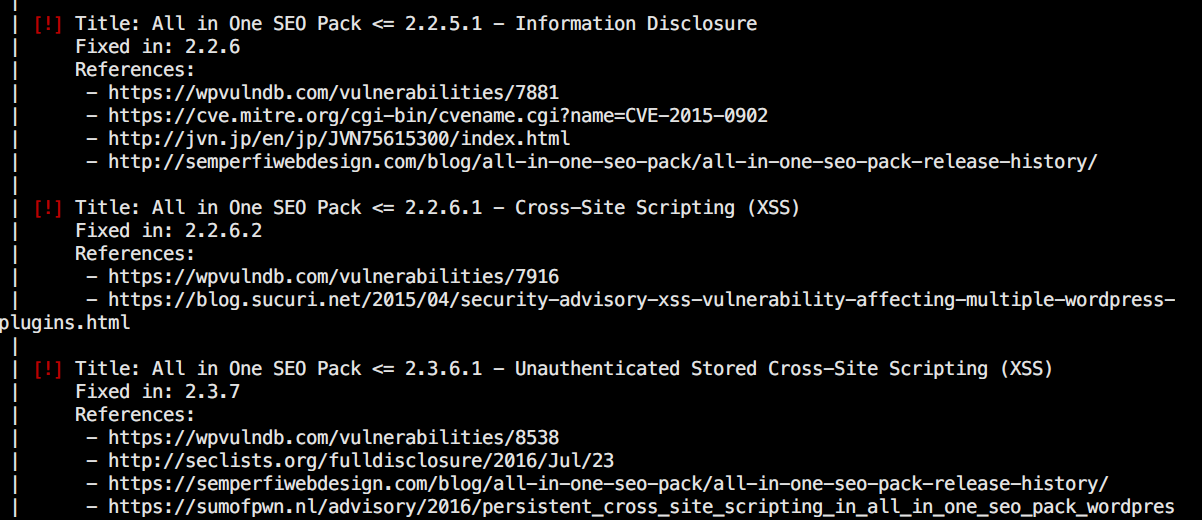 |
| [!] Title: All in One SEO Pack <= 2.2.5.1 - Information Disclosure
|     Fixed in: 2.2.6
|     References:
|      - https://wpvulndb.com/vulnerabilities/7881
|      - https://cve.mitre.org/cgi-bin/cvename.cgi?name=CVE-2015-0902
|      - http://jvn.jp/en/jp/JVN75615300/index.html
|      - http://semperfiwebdesign.com/blog/all-in-one-seo-pack/all-in-one-seo-pack-release-history/
|
| [!] Title: All in One SEO Pack <= 2.2.6.1 - Cross-Site Scripting (XSS)
|     Fixed in: 2.2.6.2
|     References:
|      - https://wpvulndb.com/vulnerabilities/7916
|      - https://blog.sucuri.net/2015/04/security-advisory-xss-vulnerability-affecting-multiple-wordpress-
plugins.html
|
| [!] Title: All in One SEO Pack <= 2.3.6.1 - Unauthenticated Stored Cross-Site Scripting (XSS)
|     Fixed in: 2.3.7
|     References:
|      - https://wpvulndb.com/vulnerabilities/8538
|      - http://seclists.org/fulldisclosure/2016/Jul/23
|      - https://semperfiwebdesign.com/blog/all-in-one-seo-pack/all-in-one-seo-pack-release-history/
|      - https://sumofpwn.nl/advisory/2016/persistent_cross_site_scripting_in_all_in_one_seo_pack_wordpres